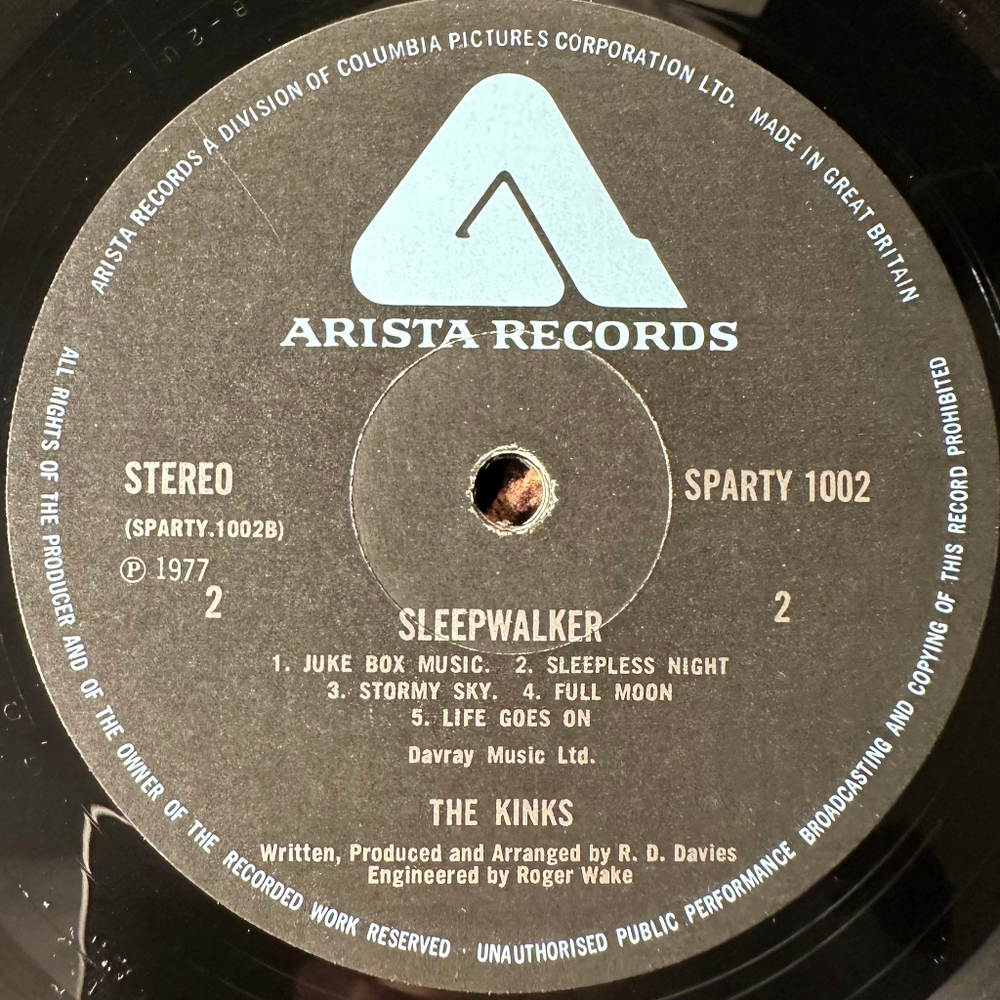 ARISTA RECORDS A DIVISION OF COLUMBIA PICTURES CORPORATION LTD. MADE IN GREAT BRITAIN
ARISTA RECORDS
STEREO
SPARTY 1002
(SPARTY.1002B)
Ⓟ 1977
2
2
SLEEPWALKER
1. JUKE BOX MUSIC. 2. SLEEPLESS NIGHT
3. STORMY SKY. 4. FULL MOON
5. LIFE GOES ON
Davray Music Ltd.
THE KINKS
Written, Produced and Arranged by R. D. Davies
Engineered by Roger Wake
ALL RIGHTS OF THE PRODUCER AND OF THE OWNER OF THE RECORDED WORK RESERVED · UNAUTHORISED PUBLIC PERFORMANCE BROADCASTING AND COPYING OF THIS RECORD PROHIBITED